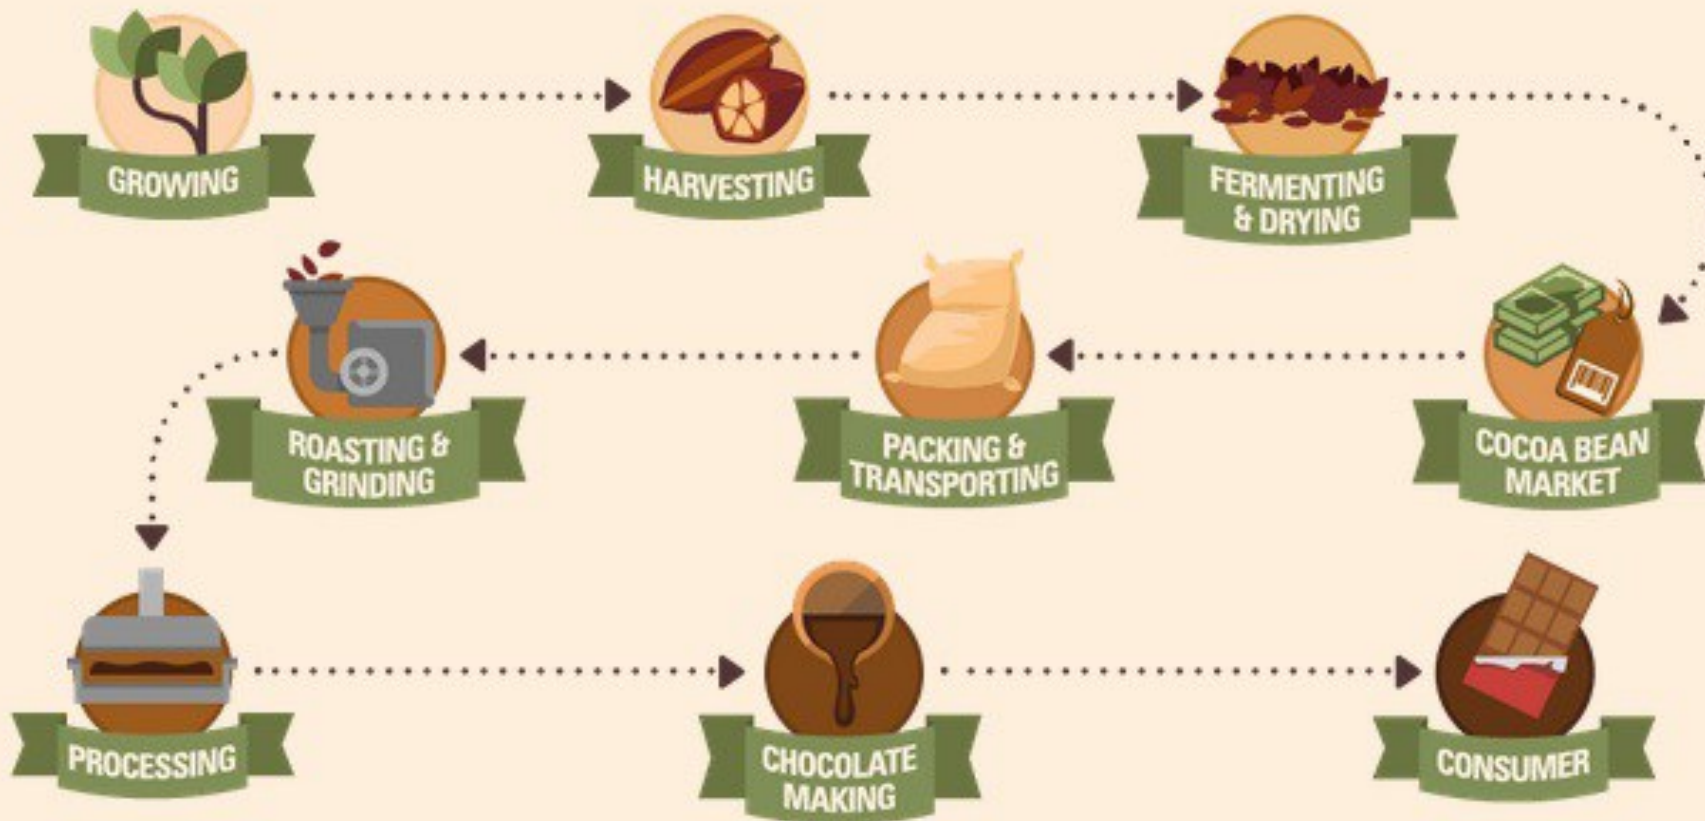 GROWING
HARVESTING
FERMENTING
& DRYING
COCOA BEAN
MARKET
PACKING &
TRANSPORTING
ROASTING &
GRINDING
PROCESSING
CHOCOLATE
MAKING
CONSUMER